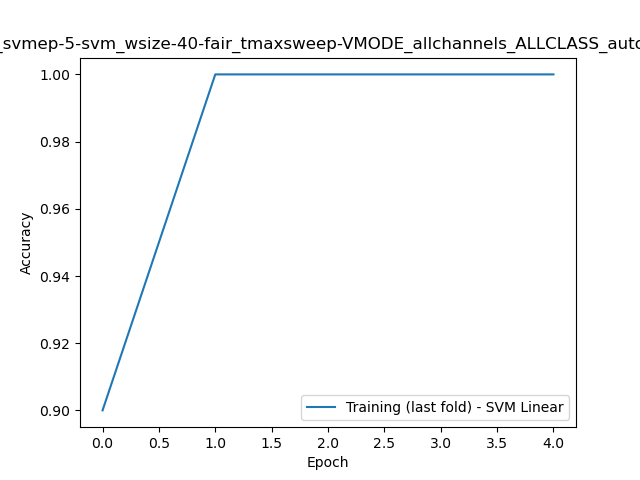 _svmep-5-svm_wsize-40-fair_tmaxsweep-VMODE_allchannels_ALLCLASS_auto
1.00
0.98
0.96
0.94
0.92
0.90
Accuracy
Training (last fold) - SVM Linear
0.0 0.5 1.0 1.5 2.0 2.5 3.0 3.5 4.0
Epoch